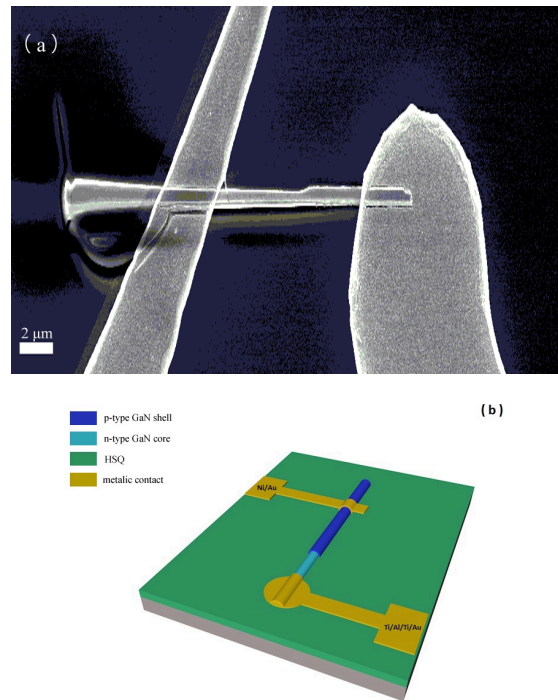 ( a )
2 μm
( b )
p-type GaN shell
n-type GaN core
HSQ
metalic contact
Ni/Au
Ti/Al/Ti/Au